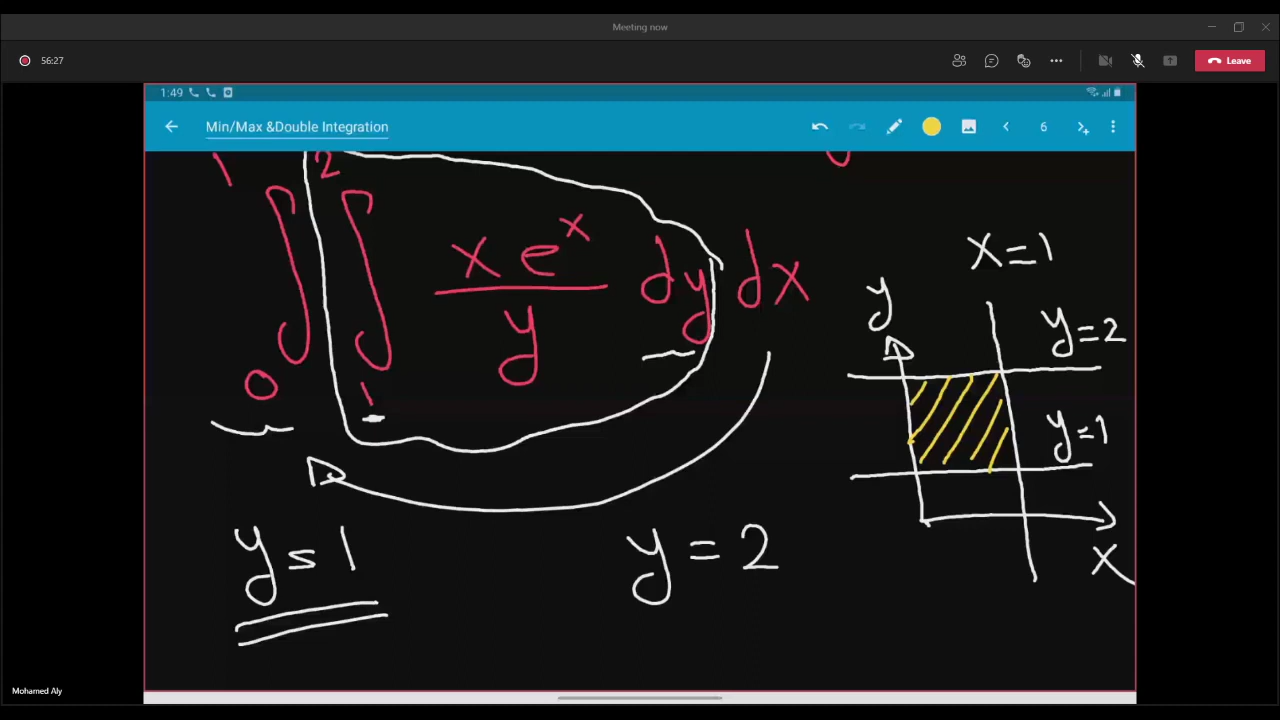 Meeting now
56:27
Leave
1:49
Min/Max &Double Integration
6
1 2
∫ ∫ x e^x / y dy dx
0 1
x = 1
y
y = 2
y = 1
x
y = 1
y = 2
Mohamed Aly